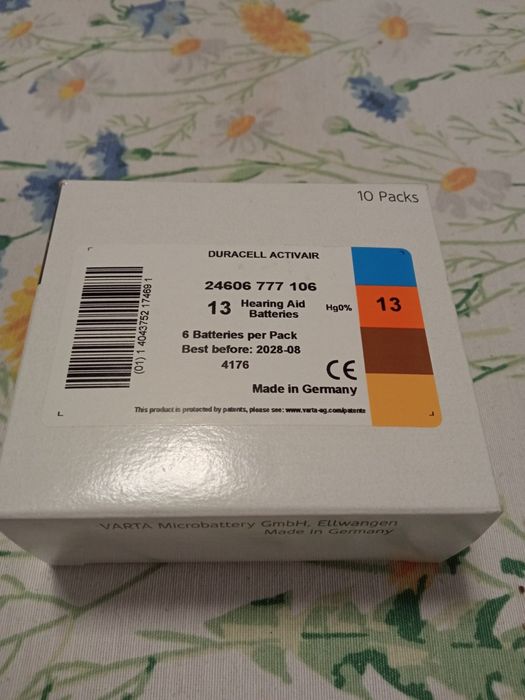 10 Packs
DURACELL ACTIVAIR
24606 777 106
13 Hearing Aid Batteries Hg0% 13
6 Batteries per Pack
Best before: 2028-08
4176
CE
Made in Germany
This product is protected by patents, please see: www.varta-ag.com/patents
(01) 1 4043752 17469 1
VARTA Microbattery GmbH, Ellwangen
Made in Germany